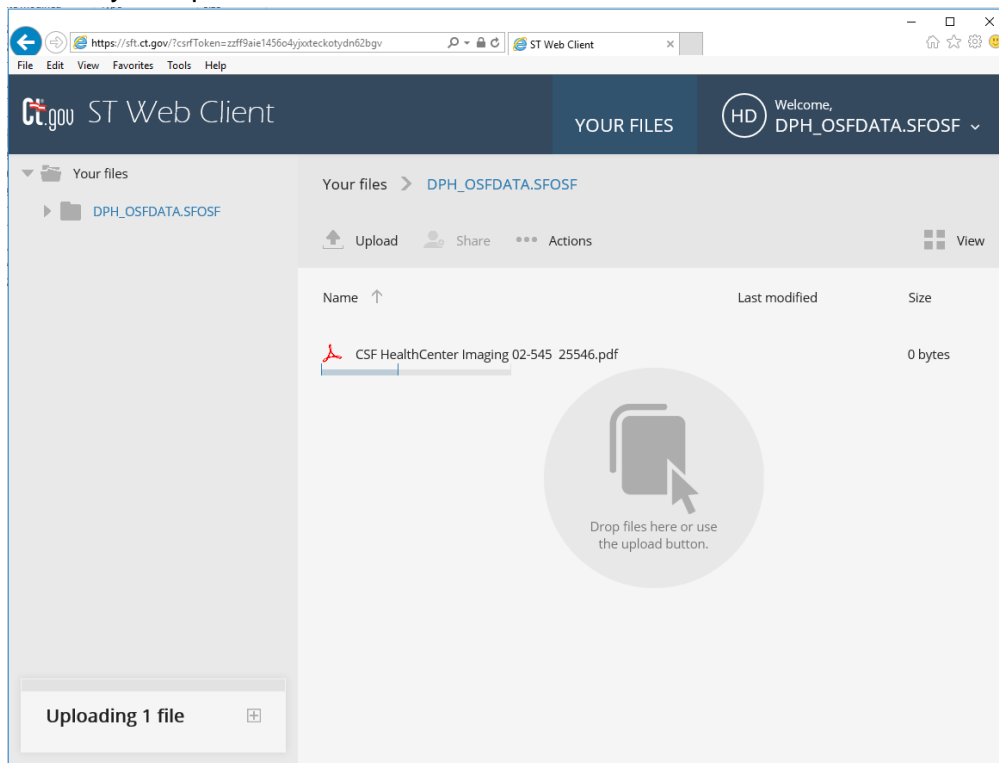 https://sft.ct.gov/?csrfToken=zzff9aie1456o4yjxxteckotydn62bgv
ST Web Client
File Edit View Favorites Tools Help
Ct.gov ST Web Client
YOUR FILES
HD
Welcome,
DPH_OSFDATA.SFOSF
Your files
DPH_OSFDATA.SFOSF
Your files > DPH_OSFDATA.SFOSF
Upload Share Actions View
Name Last modified Size
CSF HealthCenter Imaging 02-545 25546.pdf 0 bytes
Drop files here or use
the upload button.
Uploading 1 file